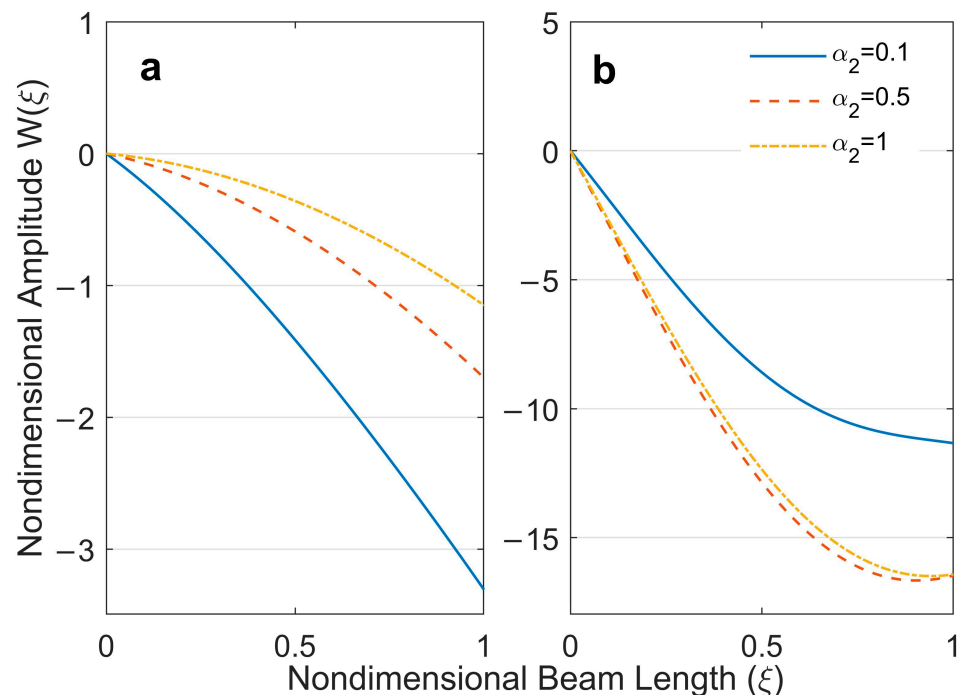 Nondimensional Amplitude W(ξ)
1
0
−1
−2
−3
a
0
0.5
1
5
0
−5
−10
−15
b
α2=0.1
α2=0.5
α2=1
0
0.5
1
Nondimensional Beam Length (ξ)